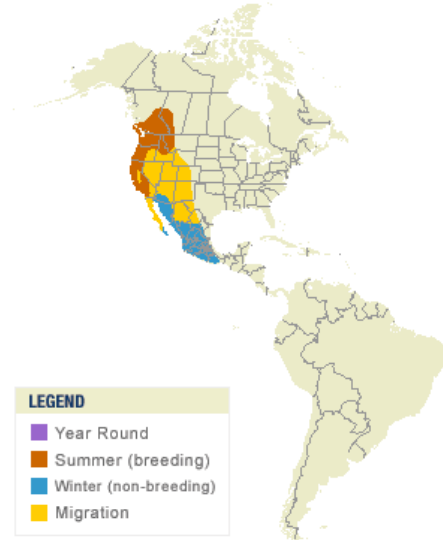 LEGEND
Year Round
Summer (breeding)
Winter (non-breeding)
Migration